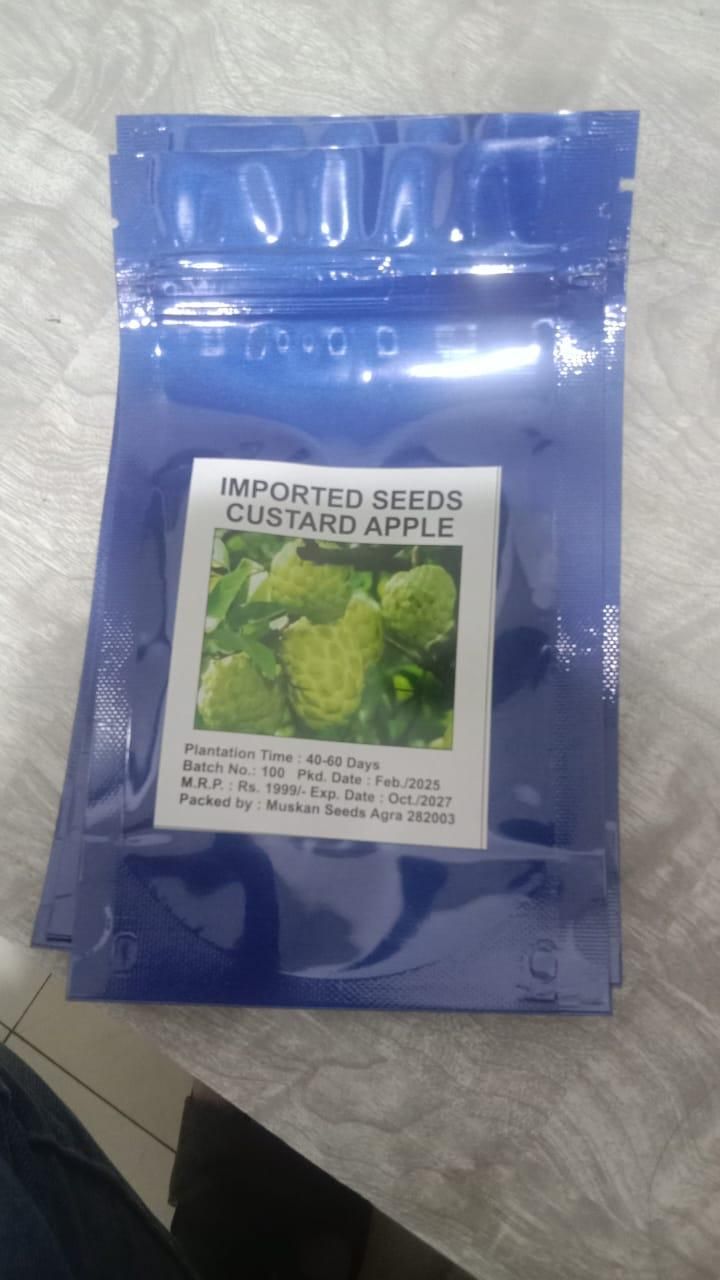 IMPORTED SEEDS
CUSTARD APPLE
Plantation Time : 40-60 Days
Batch No.: 100 Pkd. Date : Feb./2025
M.R.P. : Rs. 1999/- Exp. Date : Oct./2027
Packed by : Muskan Seeds Agra 282003